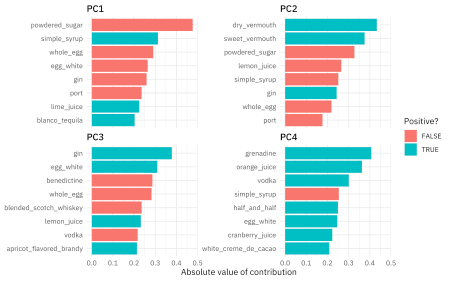 PC1
powdered_sugar
simple_syrup
whole_egg
egg_white
gin
port
lime_juice
blanco_tequila
PC2
dry_vermouth
sweet_vermouth
powdered_sugar
lemon_juice
simple_syrup
gin
whole_egg
port
PC3
gin
egg_white
benedictine
whole_egg
blended_scotch_whiskey
lemon_juice
vodka
apricot_flavored_brandy
0.0 0.1 0.2 0.3 0.4 0.5
PC4
grenadine
orange_juice
vodka
simple_syrup
half_and_half
egg_white
cranberry_juice
white_creme_de_cacao
0.0 0.1 0.2 0.3 0.4 0.5
Absolute value of contribution
Positive?
FALSE
TRUE